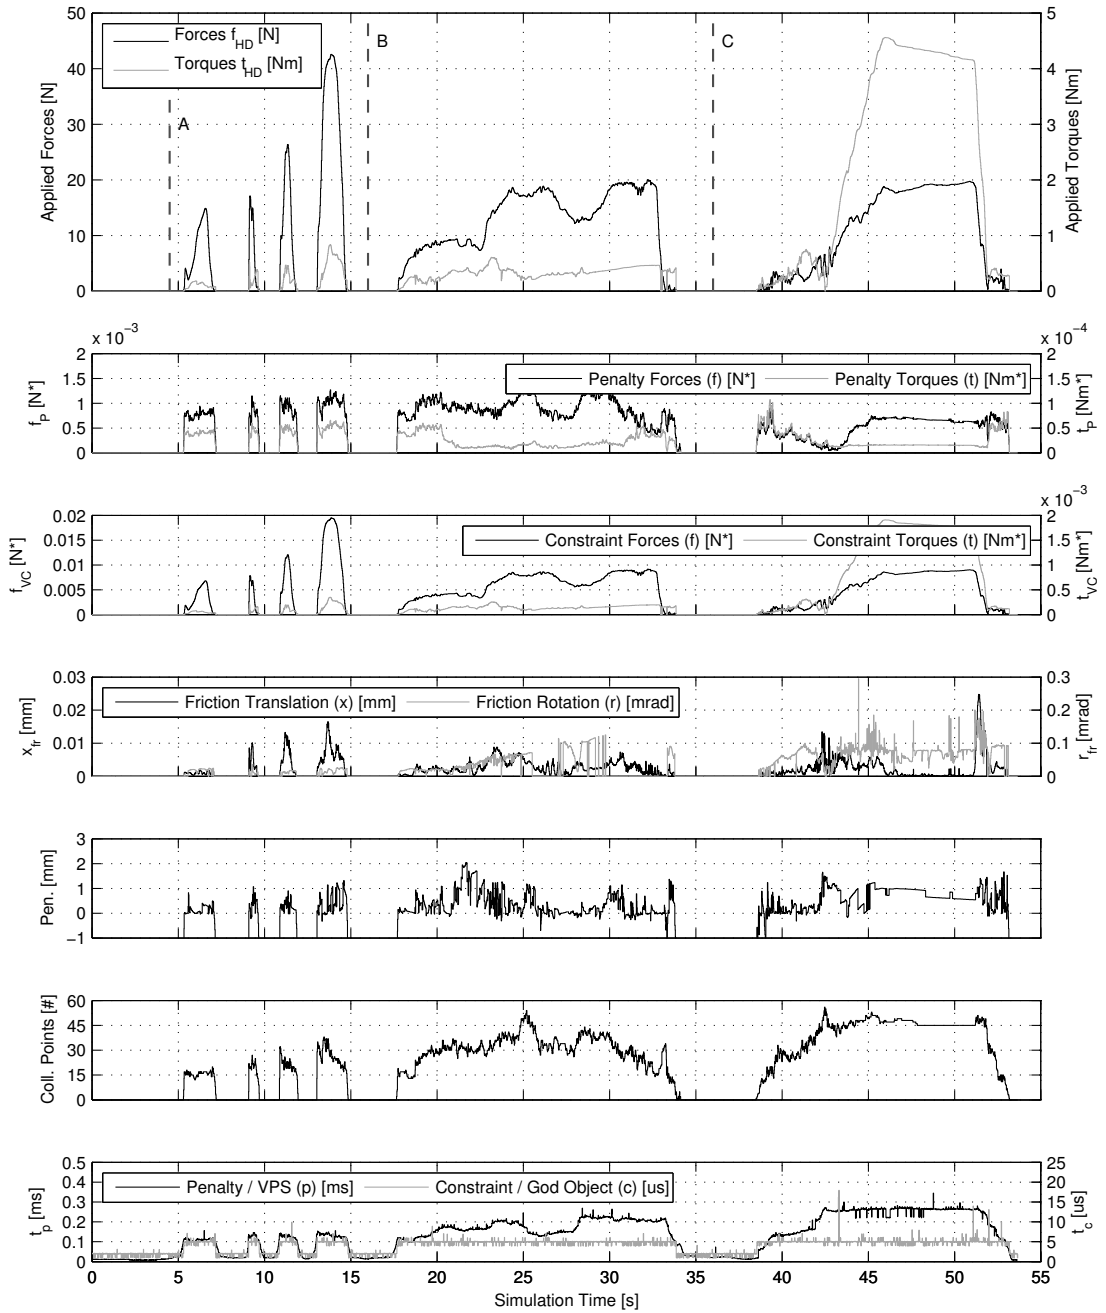 50
40
30
20
10
0
Applied Forces [N]
Forces f_HD [N]
Torques t_HD [Nm]
A
B
C
5
4
3
2
1
0
Applied Torques [Nm]
x 10^−3
2
1.5
1
0.5
0
f_P [N*]
Penalty Forces (f) [N*]
Penalty Torques (t) [Nm*]
x 10^−4
2
1.5
1
0.5
0
t_P [Nm*]
0.02
0.015
0.01
0.005
0
f_VC [N*]
Constraint Forces (f) [N*]
Constraint Torques (t) [Nm*]
x 10^−3
2
1.5
1
0.5
0
t_VC [Nm*]
0.03
0.02
0.01
0
x_fr [mm]
Friction Translation (x) [mm]
Friction Rotation (r) [mrad]
0.3
0.2
0.1
0
r_fr [mrad]
3
2
1
0
−1
Pen. [mm]
60
45
30
15
0
Coll. Points [#]
0.5
0.4
0.3
0.2
0.1
0
t_p [ms]
Penalty / VPS (p) [ms]
Constraint / God Object (c) [us]
25
20
15
10
5
0
t_c [us]
0 5 10 15 20 25 30 35 40 45 50 55
Simulation Time [s]